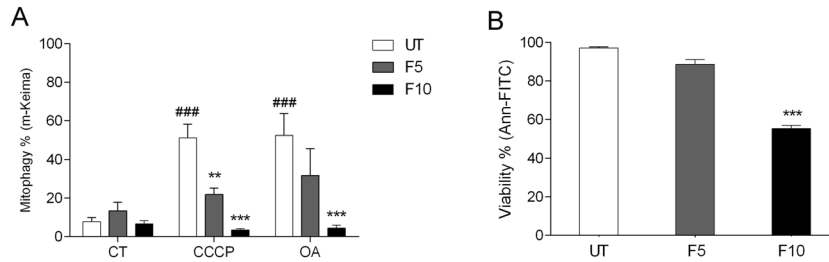 A
Mitophagy % (m-Keima)
100
80
60
40
20
0
UT
F5
F10
###
###
**
***
***
CT
CCCP
OA
B
Viability % (Ann-FITC)
100
80
60
40
20
0
***
UT
F5
F10